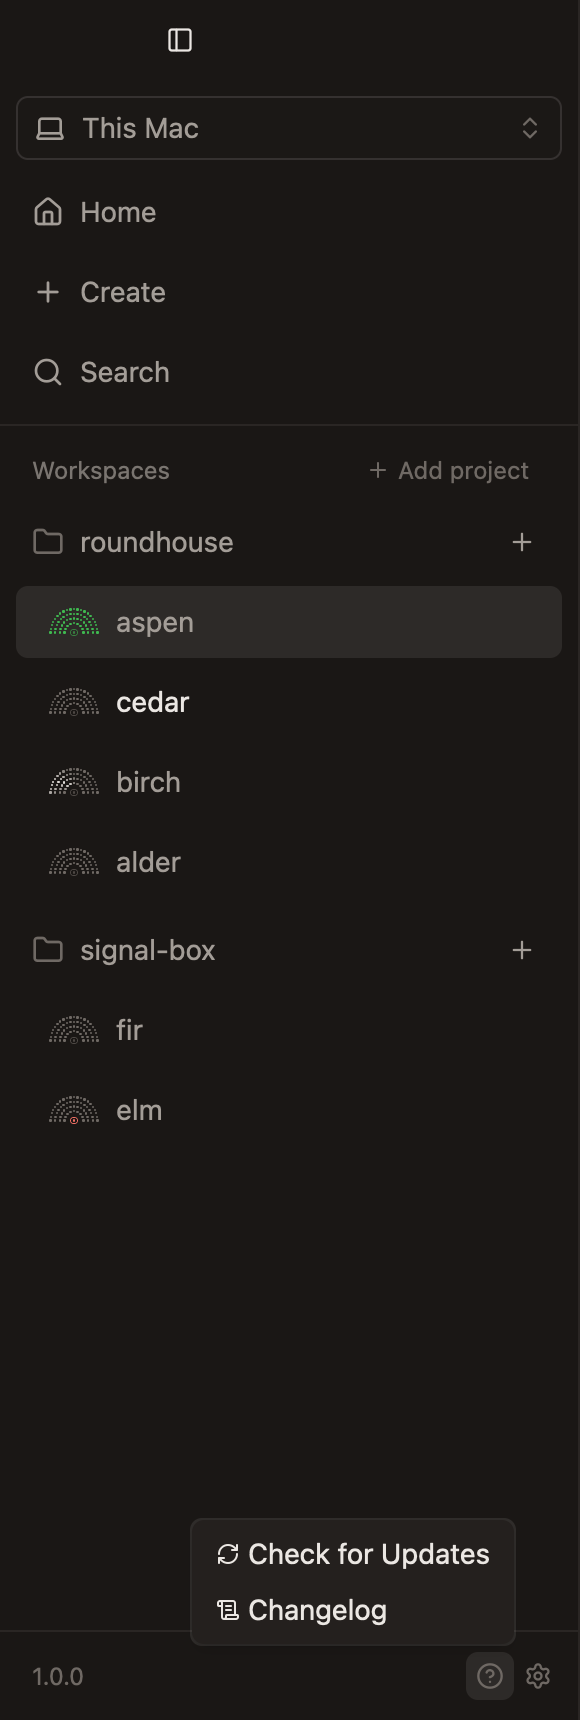 This Mac
Home
Create
Search
Workspaces
Add project
roundhouse
aspen
cedar
birch
alder
signal-box
fir
elm
Check for Updates
Changelog
1.0.0